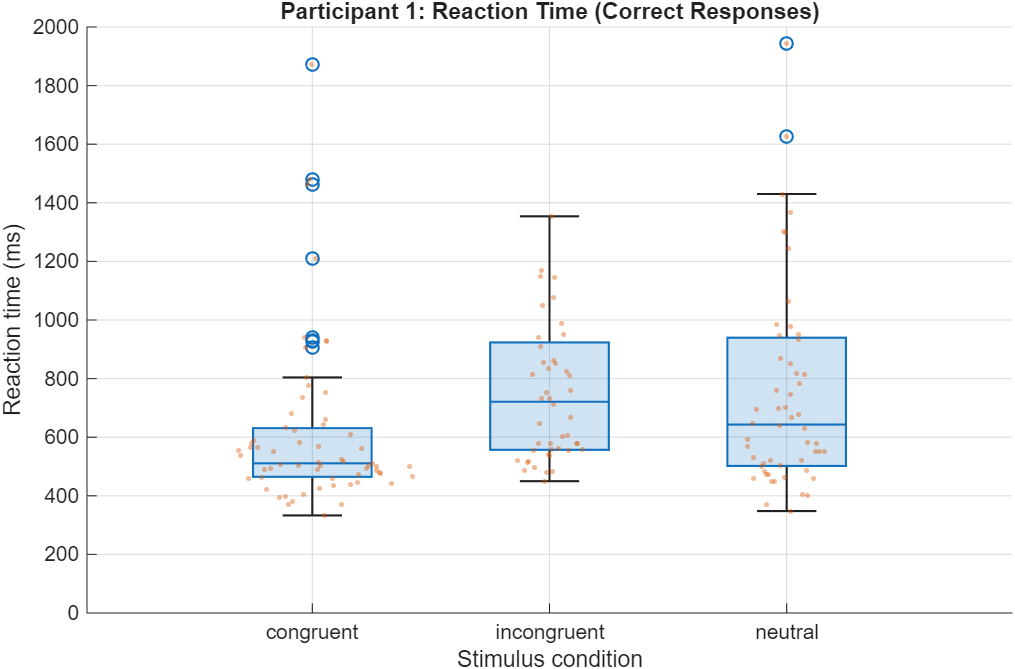 Participant 1: Reaction Time (Correct Responses)
2000
1800
1600
1400
1200
1000
800
600
400
200
0
Reaction time (ms)
congruent
incongruent
neutral
Stimulus condition